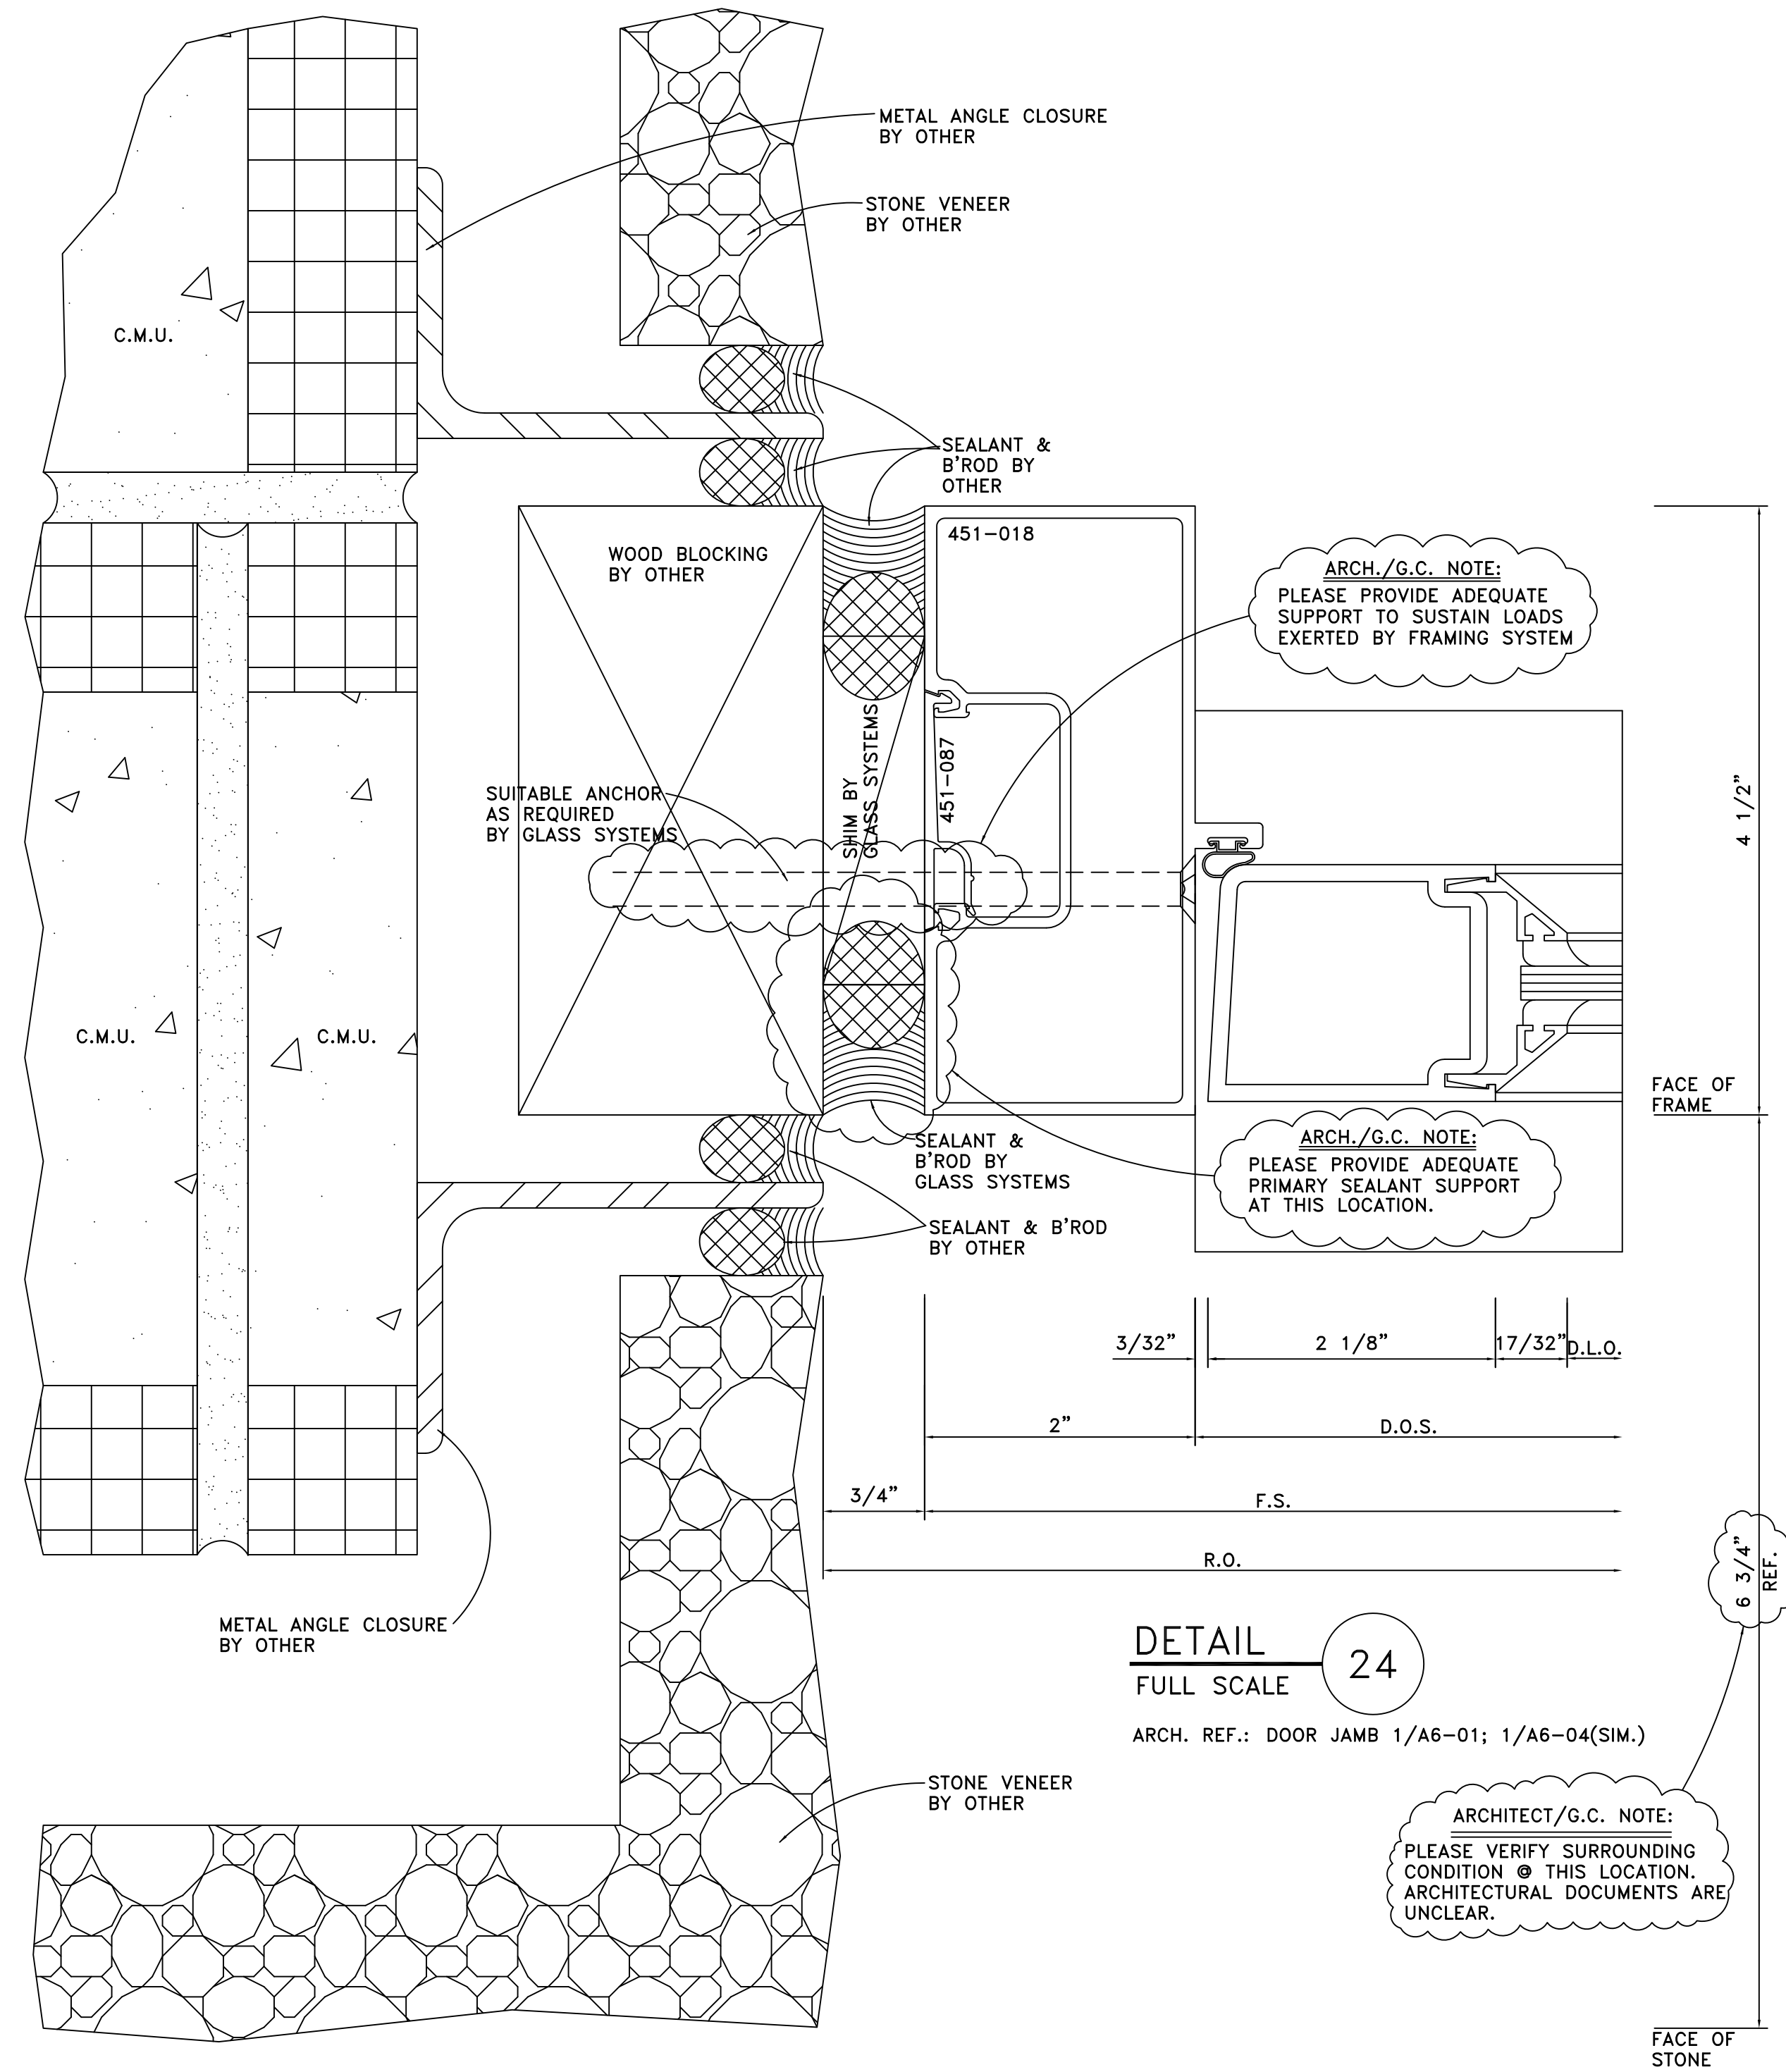 METAL ANGLE CLOSURE
BY OTHER
STONE VENEER
BY OTHER
C.M.U.
SEALANT &
B'ROD BY
OTHER
WOOD BLOCKING
BY OTHER
451-018
ARCH./G.C. NOTE:
PLEASE PROVIDE ADEQUATE
SUPPORT TO SUSTAIN LOADS
EXERTED BY FRAMING SYSTEM
SUITABLE ANCHOR
AS REQUIRED
BY GLASS SYSTEMS
SHIM BY
GLASS SYSTEMS
451-087
4 1/2"
C.M.U.
C.M.U.
FACE OF
FRAME
SEALANT &
B'ROD BY
GLASS SYSTEMS
ARCH./G.C. NOTE:
PLEASE PROVIDE ADEQUATE
PRIMARY SEALANT SUPPORT
AT THIS LOCATION.
SEALANT & B'ROD
BY OTHER
3/32"
2 1/8"
17/32"
D.L.O.
2"
D.O.S.
3/4"
F.S.
R.O.
6 3/4"
REF.
METAL ANGLE CLOSURE
BY OTHER
DETAIL
24
FULL SCALE
ARCH. REF.: DOOR JAMB 1/A6-01; 1/A6-04(SIM.)
STONE VENEER
BY OTHER
ARCHITECT/G.C. NOTE:
PLEASE VERIFY SURROUNDING
CONDITION @ THIS LOCATION.
ARCHITECTURAL DOCUMENTS ARE
UNCLEAR.
FACE OF
STONE